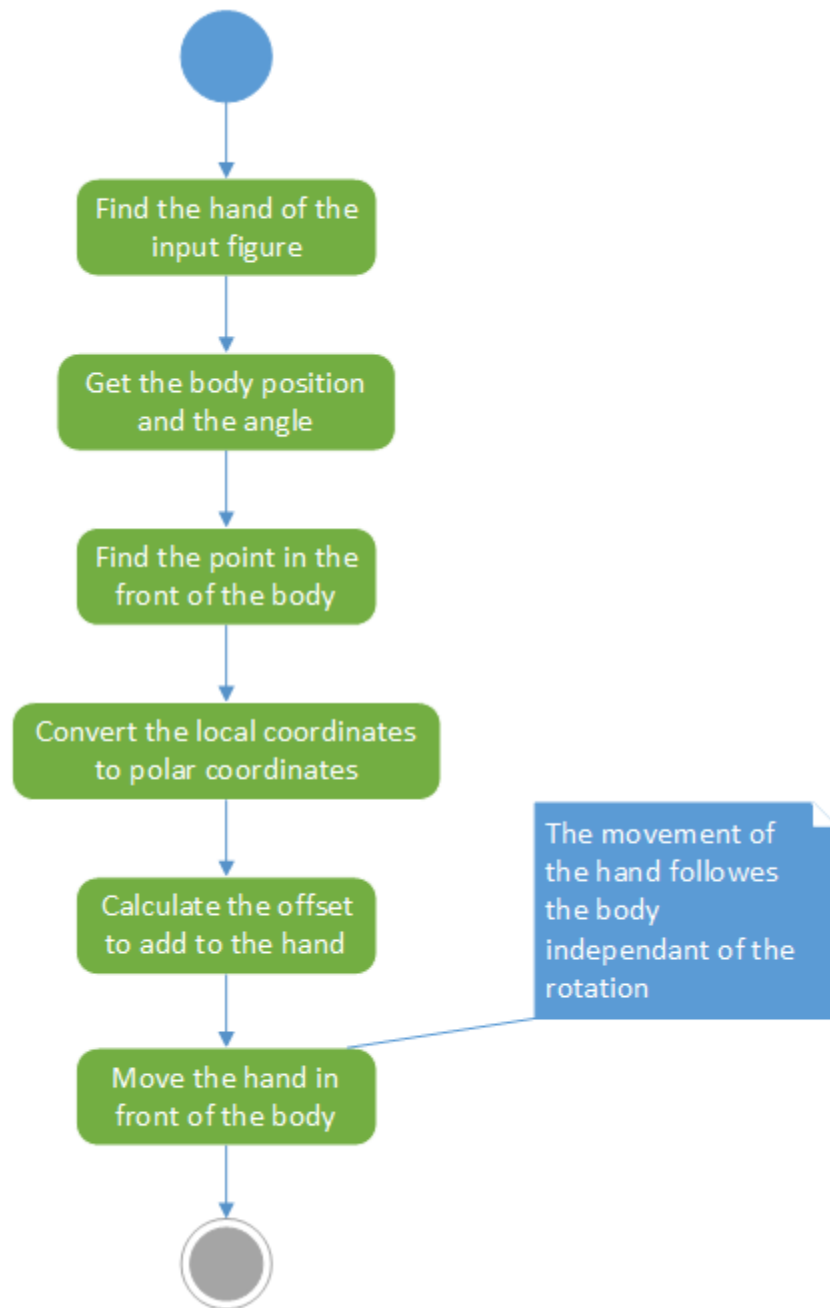 Find the hand of the
input figure
Get the body position
and the angle
Find the point in the
front of the body
Convert the local coordinates
to polar coordinates
Calculate the offset
to add to the hand
The movement of
the hand followes
the body
independant of the
rotation
Move the hand in
front of the body